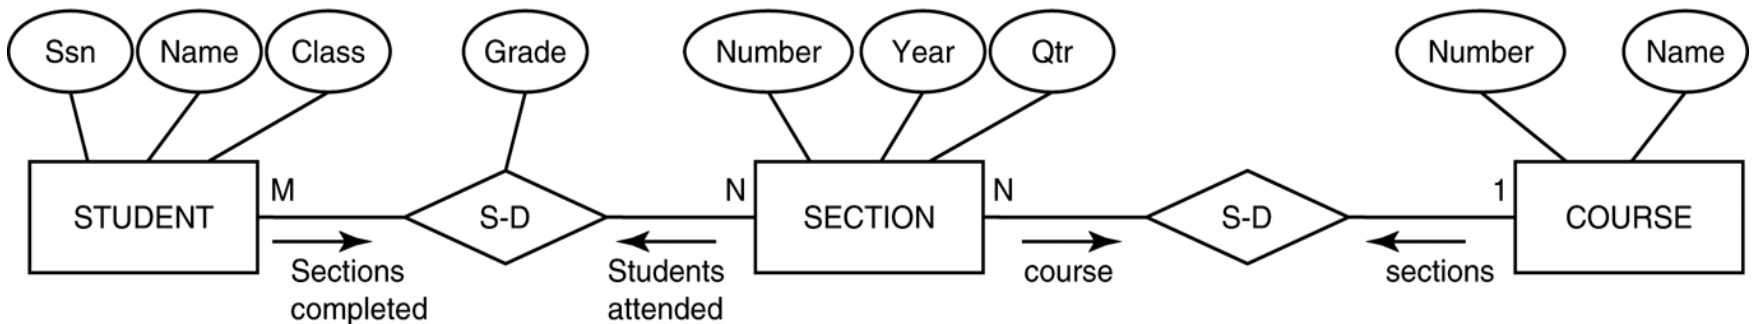 Ssn
Name
Class
Grade
Number
Year
Qtr
Number
Name
STUDENT
M
S-D
N
SECTION
N
S-D
1
COURSE
Sections
completed
Students
attended
course
sections